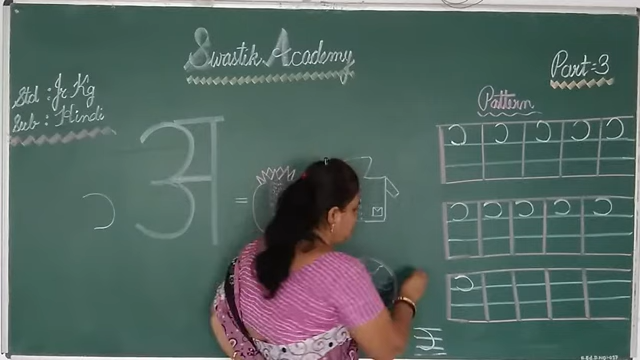 Swastik Academy
Part-3
Std : Jr Kg
Sub : Hindi
Pattern
अ =